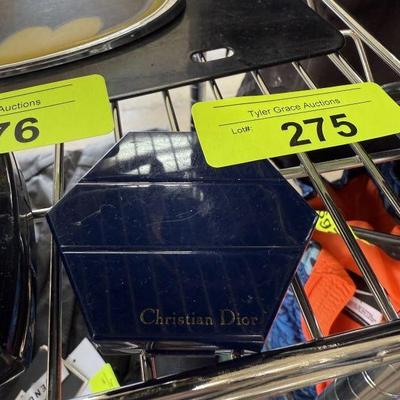 Auctions
76
Tyler Grace Auctions
Lot#: 275
Christian Dior